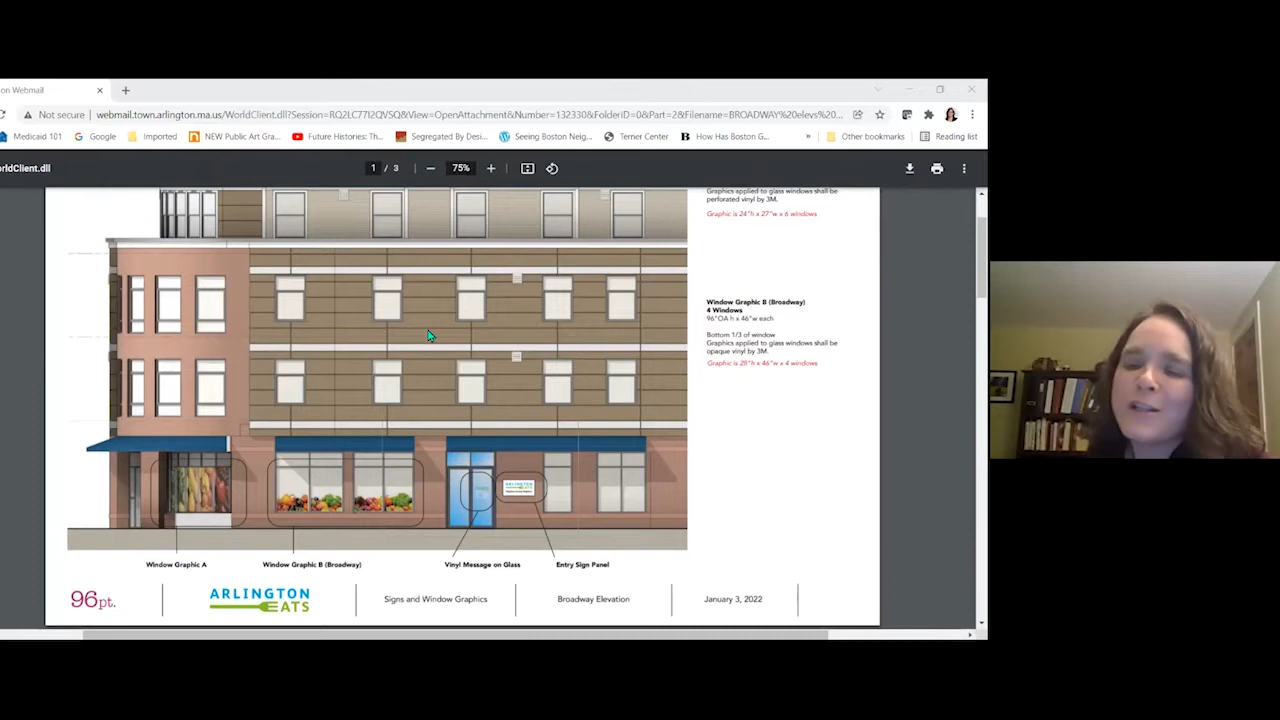 on Webmail
Not secure | webmail.town.arlington.ma.us/WorldClient.dll?Session=RQ2LC77I2QVSQ&View=OpenAttachment&Number=132330&FolderID=0&Part=2&Filename=BROADWAY%20elevs%20...
Medicaid 101
Google
Imported
NEW Public Art Gra...
Future Histories: Th...
Segregated By Desi...
Seeing Boston Neig...
Terner Center
B How Has Boston G...
»
Other bookmarks
Reading list
rldClient.dll
1 / 3
75%
Graphics applied to glass windows shall be
perforated vinyl by 3M.
Graphic is 24"h x 27"w x 6 windows
Window Graphic B (Broadway)
4 Windows
96"OA h x 46"w each
Bottom 1/3 of window
Graphics applied to glass windows shall be
opaque vinyl by 3M.
Graphic is 28"h x 46"w x 4 windows
ARLINGTON
EATS
Window Graphic A
Window Graphic B (Broadway)
Vinyl Message on Glass
Entry Sign Panel
96pt.
ARLINGTON
EATS
Signs and Window Graphics
Broadway Elevation
January 3, 2022